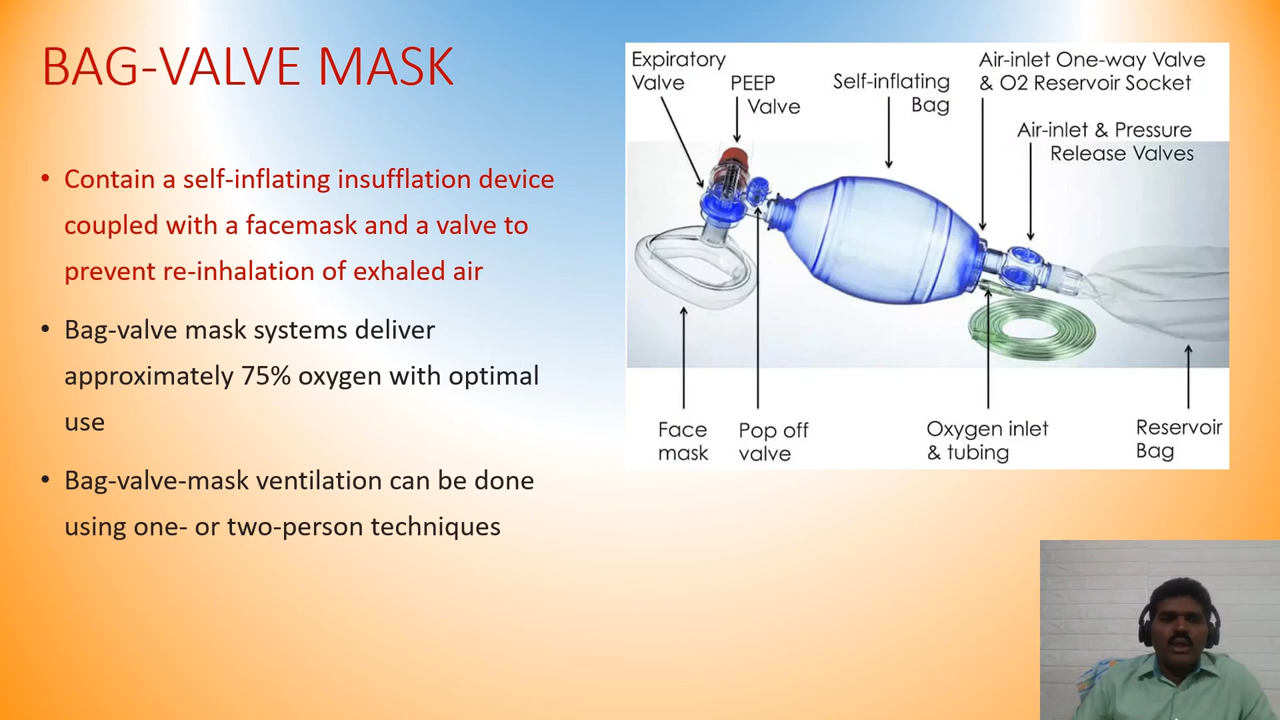 BAG-VALVE MASK
• Contain a self-inflating insufflation device
coupled with a facemask and a valve to
prevent re-inhalation of exhaled air
• Bag-valve mask systems deliver
approximately 75% oxygen with optimal
use
• Bag-valve-mask ventilation can be done
using one- or two-person techniques
Expiratory
Valve
PEEP
Valve
Self-inflating
Bag
Air-inlet One-way Valve
& O2 Reservoir Socket
Air-inlet & Pressure
Release Valves
Face
mask
Pop off
valve
Oxygen inlet
& tubing
Reservoir
Bag